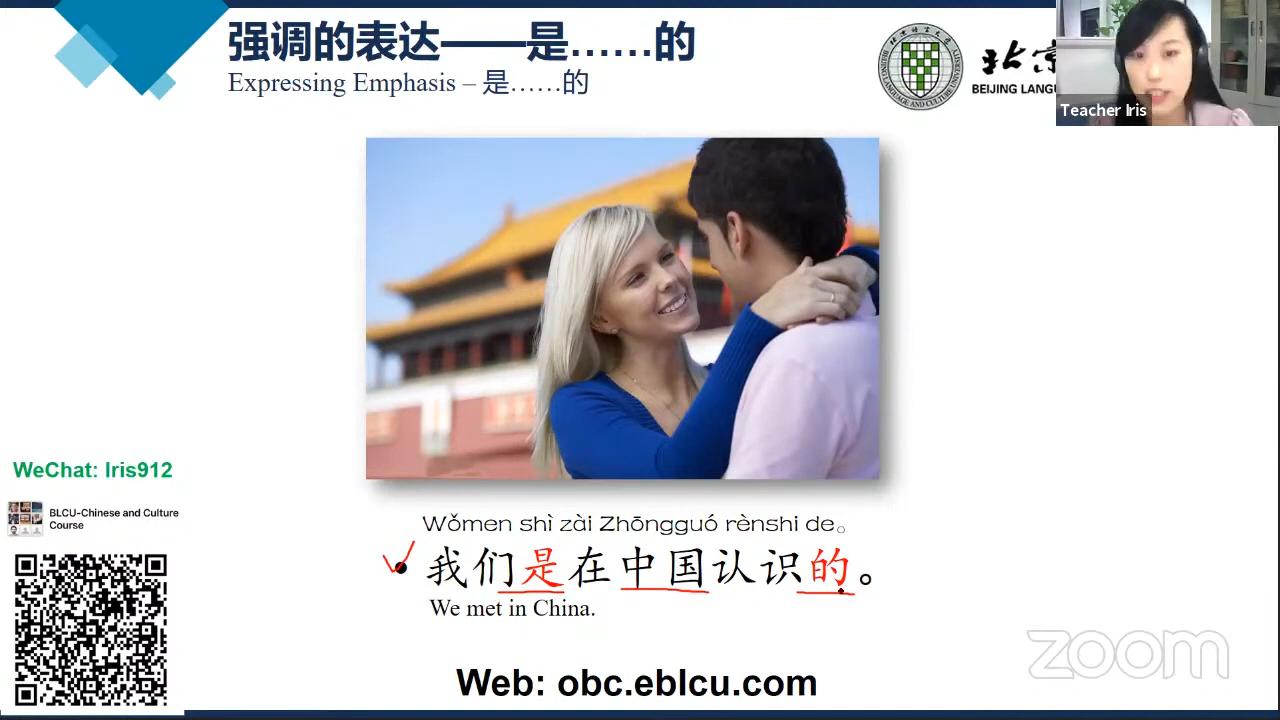 强调的表达——是……的
Expressing Emphasis – 是……的
BEIJING LANGU
Teacher Iris
WeChat: Iris912
BLCU-Chinese and Culture
Course
Wǒmen shì zài Zhōngguó rènshi de。
我们是在中国认识的。
We met in China.
zoom
Web: obc.eblcu.com